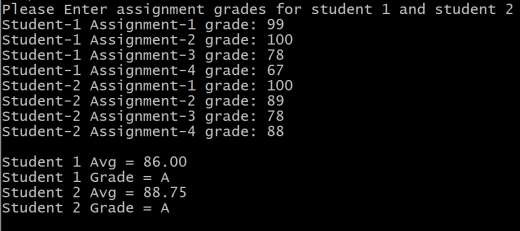 Please Enter assignment grades for student 1 and student 2
Student-1 Assignment-1 grade: 99
Student-1 Assignment-2 grade: 100
Student-1 Assignment-3 grade: 78
Student-1 Assignment-4 grade: 67
Student-2 Assignment-1 grade: 100
Student-2 Assignment-2 grade: 89
Student-2 Assignment-3 grade: 78
Student-2 Assignment-4 grade: 88
Student 1 Avg = 86.00
Student 1 Grade = A
Student 2 Avg = 88.75
Student 2 Grade = A